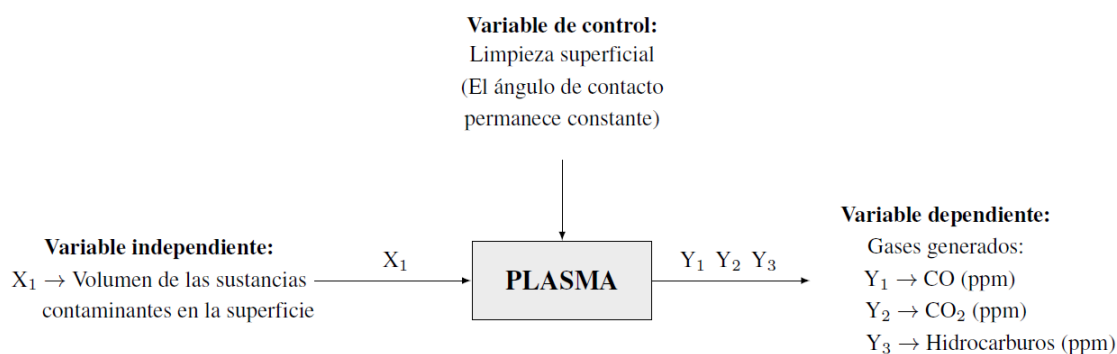 Variable de control:
Limpieza superficial
(El ángulo de contacto
permanece constante)
Variable independiente:
X₁ → Volumen de las sustancias
contaminantes en la superficie
X₁
PLASMA
Y₁ Y₂ Y₃
Variable dependiente:
Gases generados:
Y₁ → CO (ppm)
Y₂ → CO₂ (ppm)
Y₃ → Hidrocarburos (ppm)